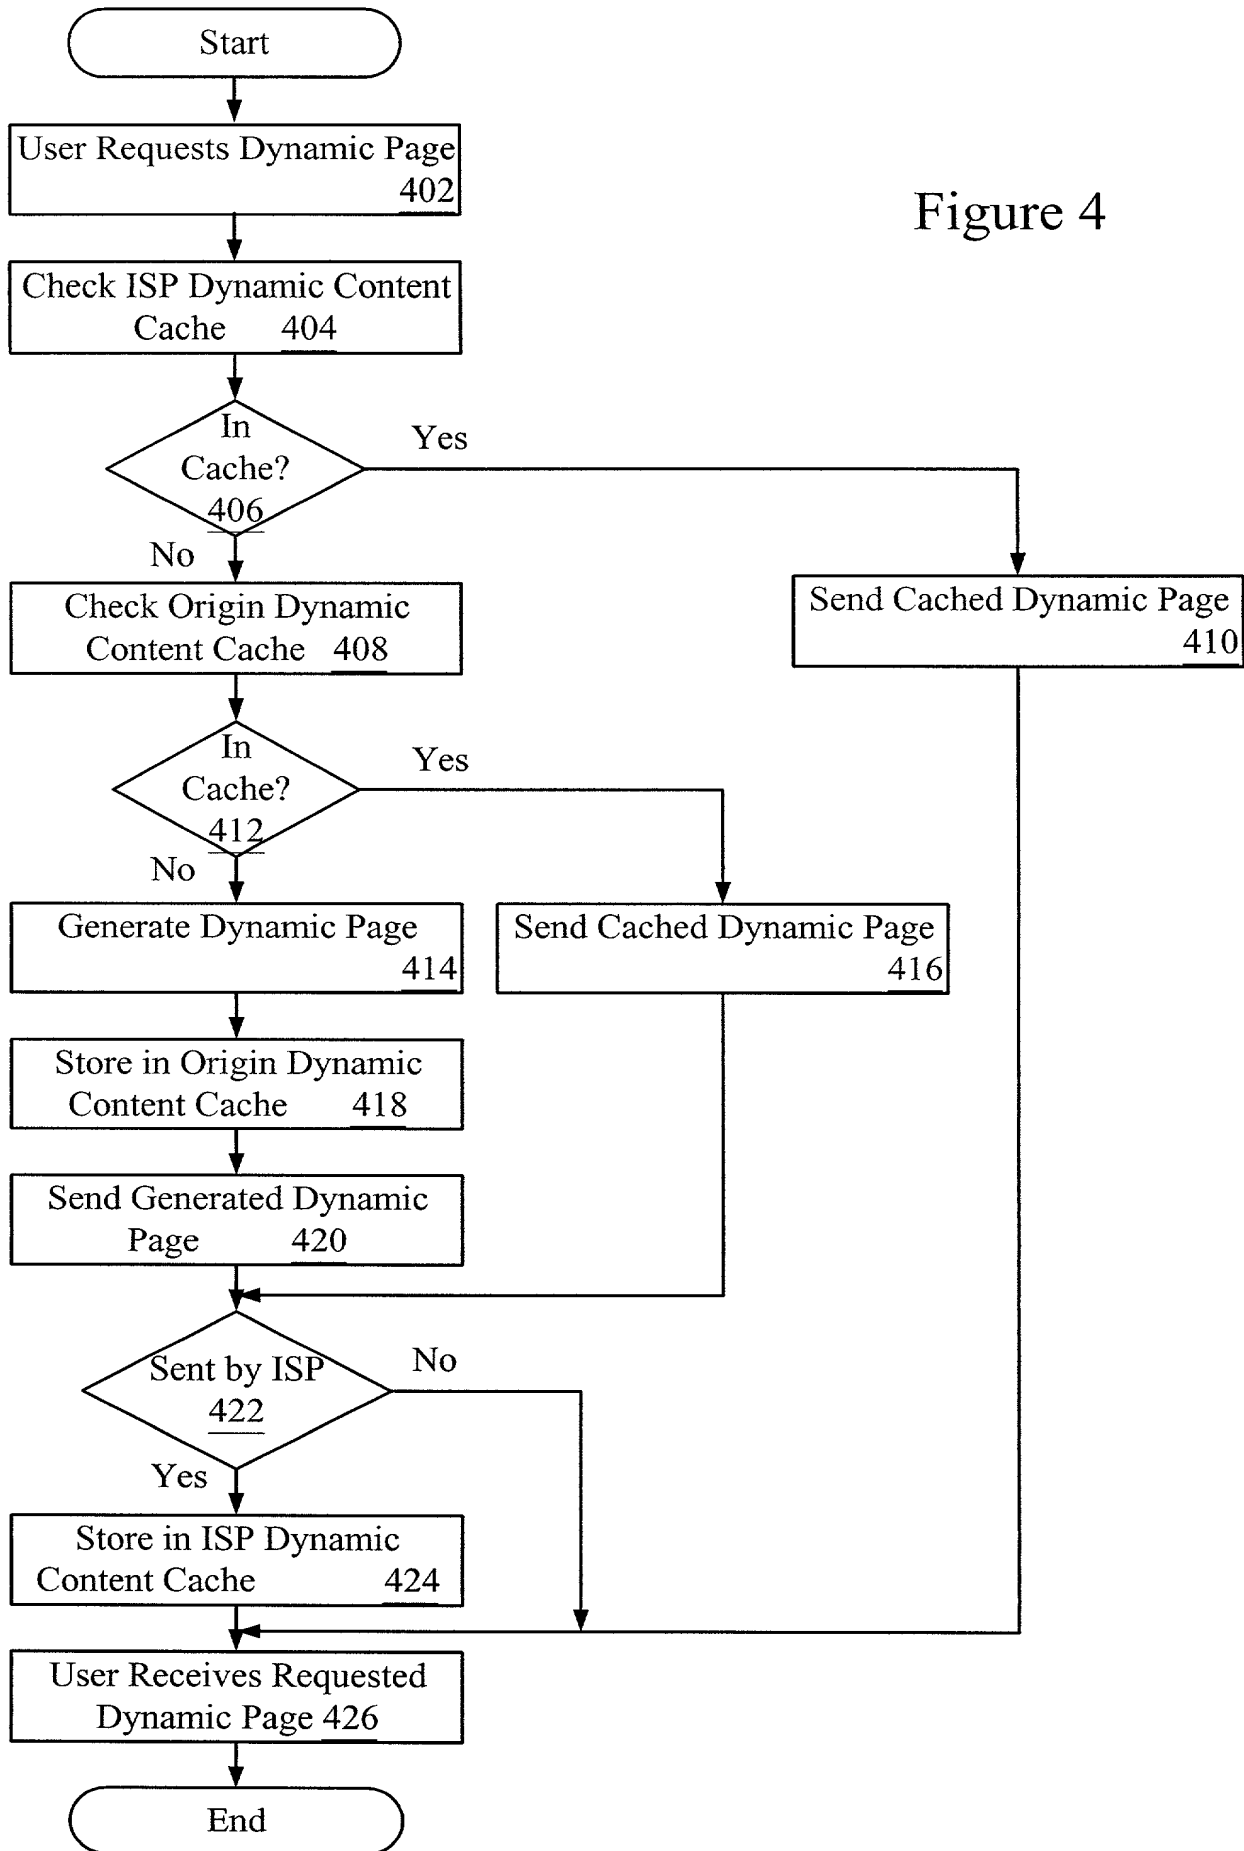 Start
User Requests Dynamic Page
402
Figure 4
Check ISP Dynamic Content
Cache 404
In
Cache?
406
Yes
No
Check Origin Dynamic
Content Cache 408
Send Cached Dynamic Page
410
In
Cache?
412
Yes
No
Generate Dynamic Page
414
Send Cached Dynamic Page
416
Store in Origin Dynamic
Content Cache 418
Send Generated Dynamic
Page 420
Sent by ISP
422
No
Yes
Store in ISP Dynamic
Content Cache 424
User Receives Requested
Dynamic Page 426
End